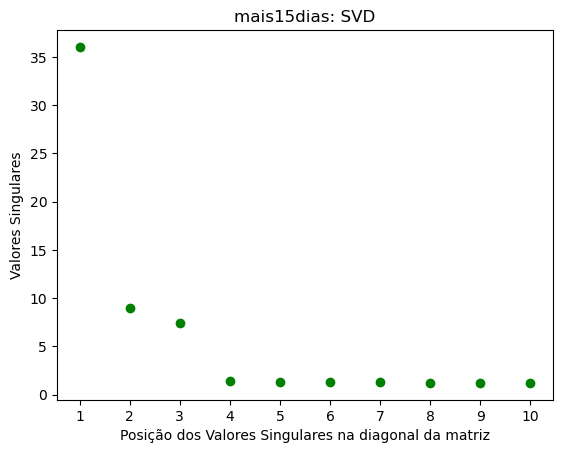 mais15dias: SVD
Valores Singulares
35
30
25
20
15
10
5
0
1 2 3 4 5 6 7 8 9 10
Posição dos Valores Singulares na diagonal da matriz